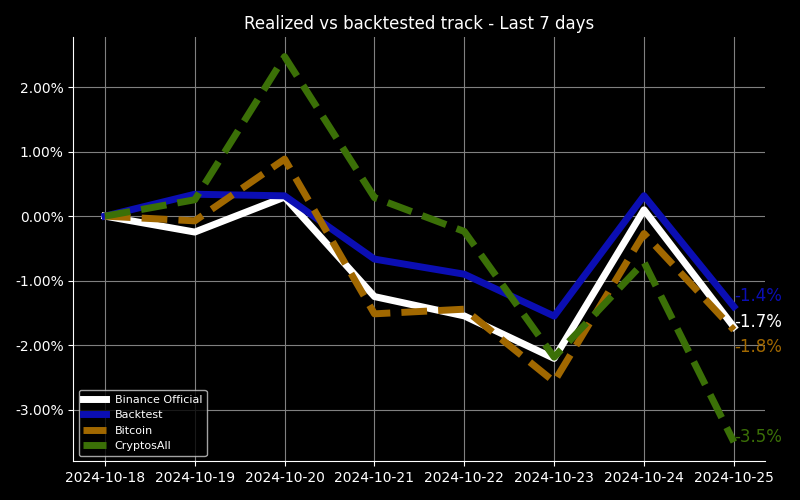 Realized vs backtested track - Last 7 days
2.00%
1.00%
0.00%
-1.00%
-2.00%
-3.00%
-1.4%
-1.7%
-1.8%
-3.5%
Binance Official
Backtest
Bitcoin
CryptosAll
2024-10-18 2024-10-19 2024-10-20 2024-10-21 2024-10-22 2024-10-23 2024-10-24 2024-10-25